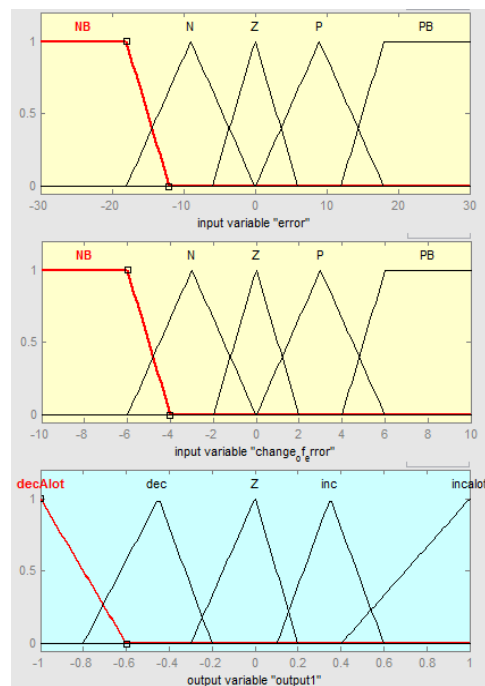 NB N Z P PB
1
0.5
0
-30 -20 -10 0 10 20 30
input variable "error"
NB N Z P PB
1
0.5
0
-10 -8 -6 -4 -2 0 2 4 6 8 10
input variable "change_of_error"
decAlot dec Z inc incalot
1
0.5
0
-1 -0.8 -0.6 -0.4 -0.2 0 0.2 0.4 0.6 0.8 1
output variable "output1"